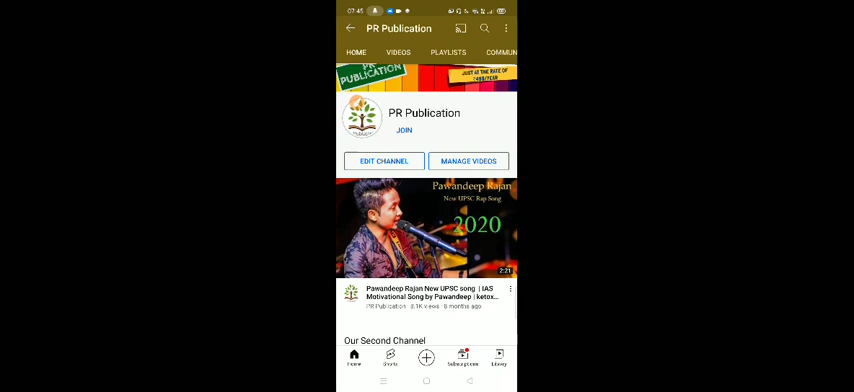 07:45
PR Publication
HOME VIDEOS PLAYLISTS COMMUN
PUBLICATION
JUST AT THE RATE OF
PR Publication
JOIN
EDIT CHANNEL MANAGE VIDEOS
Pawandeep Rajan
New UPSC Rap Song
2020
2:21
Pawandeep Rajan New UPSC song | IAS
Motivational Song by Pawandeep | ketox...
PR Publication · 8.1K views · 8 months ago
Our Second Channel
Home Shorts Subscriptions Library